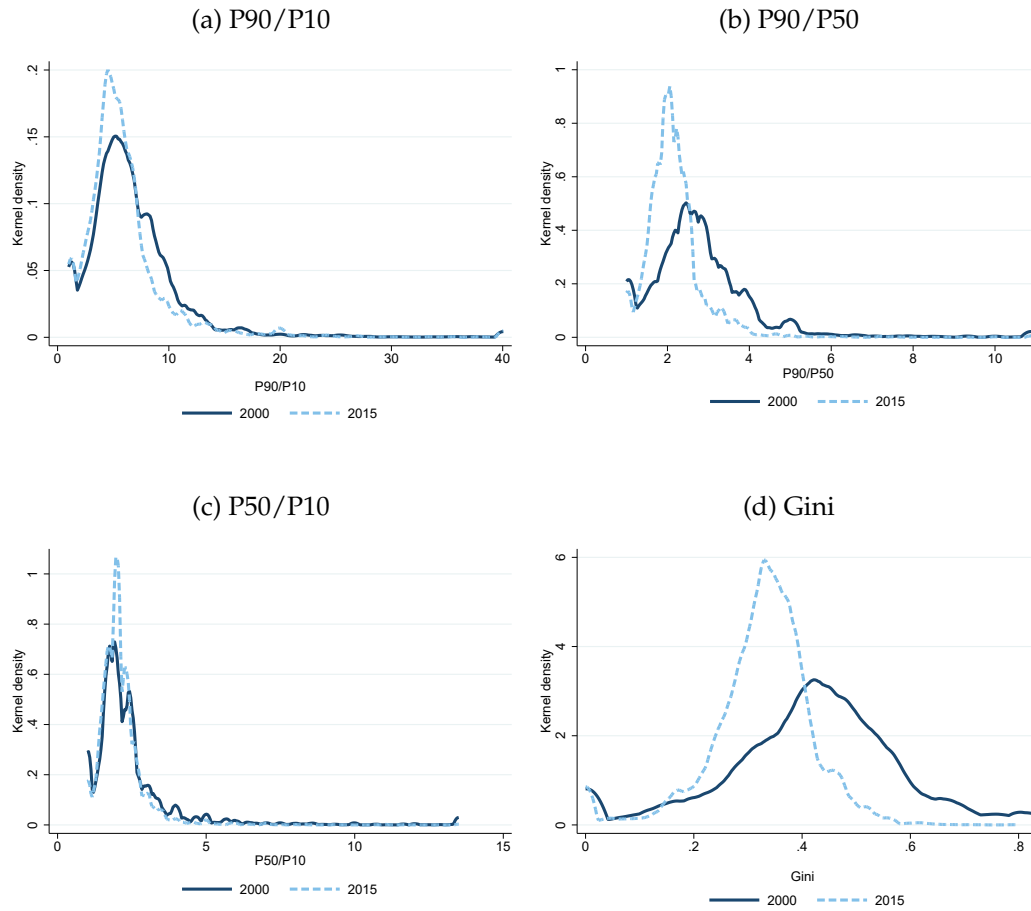 (a) P90/P10
Kernel density
.2
.15
.1
.05
0
0 10 20 30 40
P90/P10
2000 2015
(b) P90/P50
Kernel density
1
.8
.6
.4
.2
0
0 2 4 6 8 10
P90/P50
2000 2015
(c) P50/P10
Kernel density
1
.8
.6
.4
.2
0
0 5 10 15
P50/P10
2000 2015
(d) Gini
Kernel density
6
4
2
0
0 .2 .4 .6 .8
Gini
2000 2015